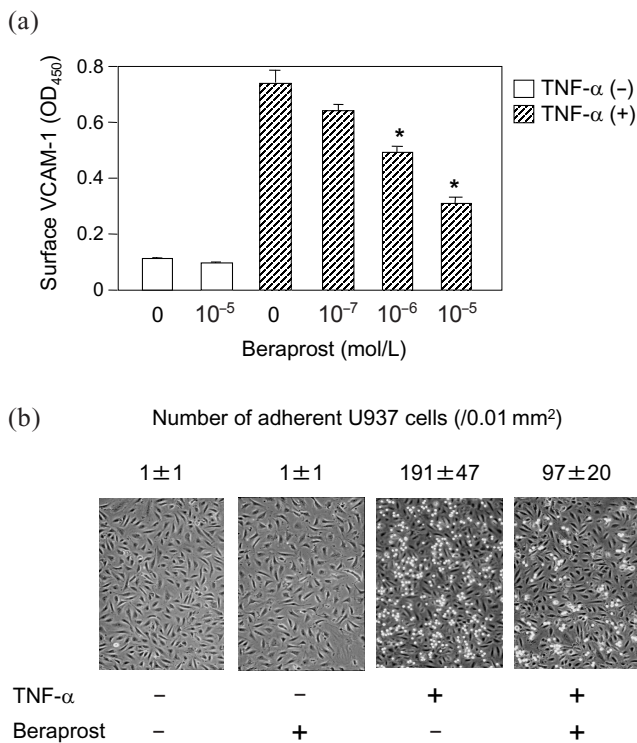 (a)
0.8
0.6
0.4
0.2
0
Surface VCAM-1 (OD₄₅₀)
* *
TNF-α (−)
TNF-α (+)
0 10⁻⁵ 0 10⁻⁷ 10⁻⁶ 10⁻⁵
Beraprost (mol/L)
(b)
Number of adherent U937 cells (/0.01 mm²)
1±1 1±1 191±47 97±20
TNF-α − − + +
Beraprost − + − +